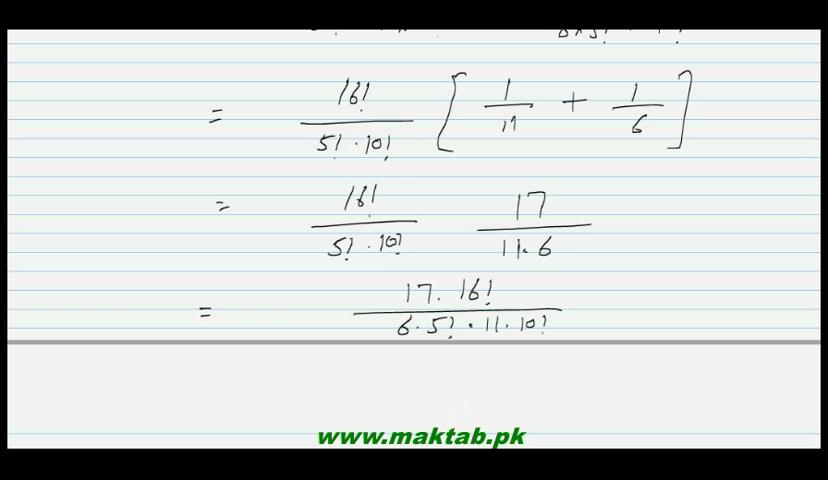 = 16! / 5! · 10! [ 1 / 11 + 1 / 6 ]
= 16! / 5! · 10! 17 / 11 · 6
= 17 · 16! / 6 · 5! · 11 · 10!
www.maktab.pk